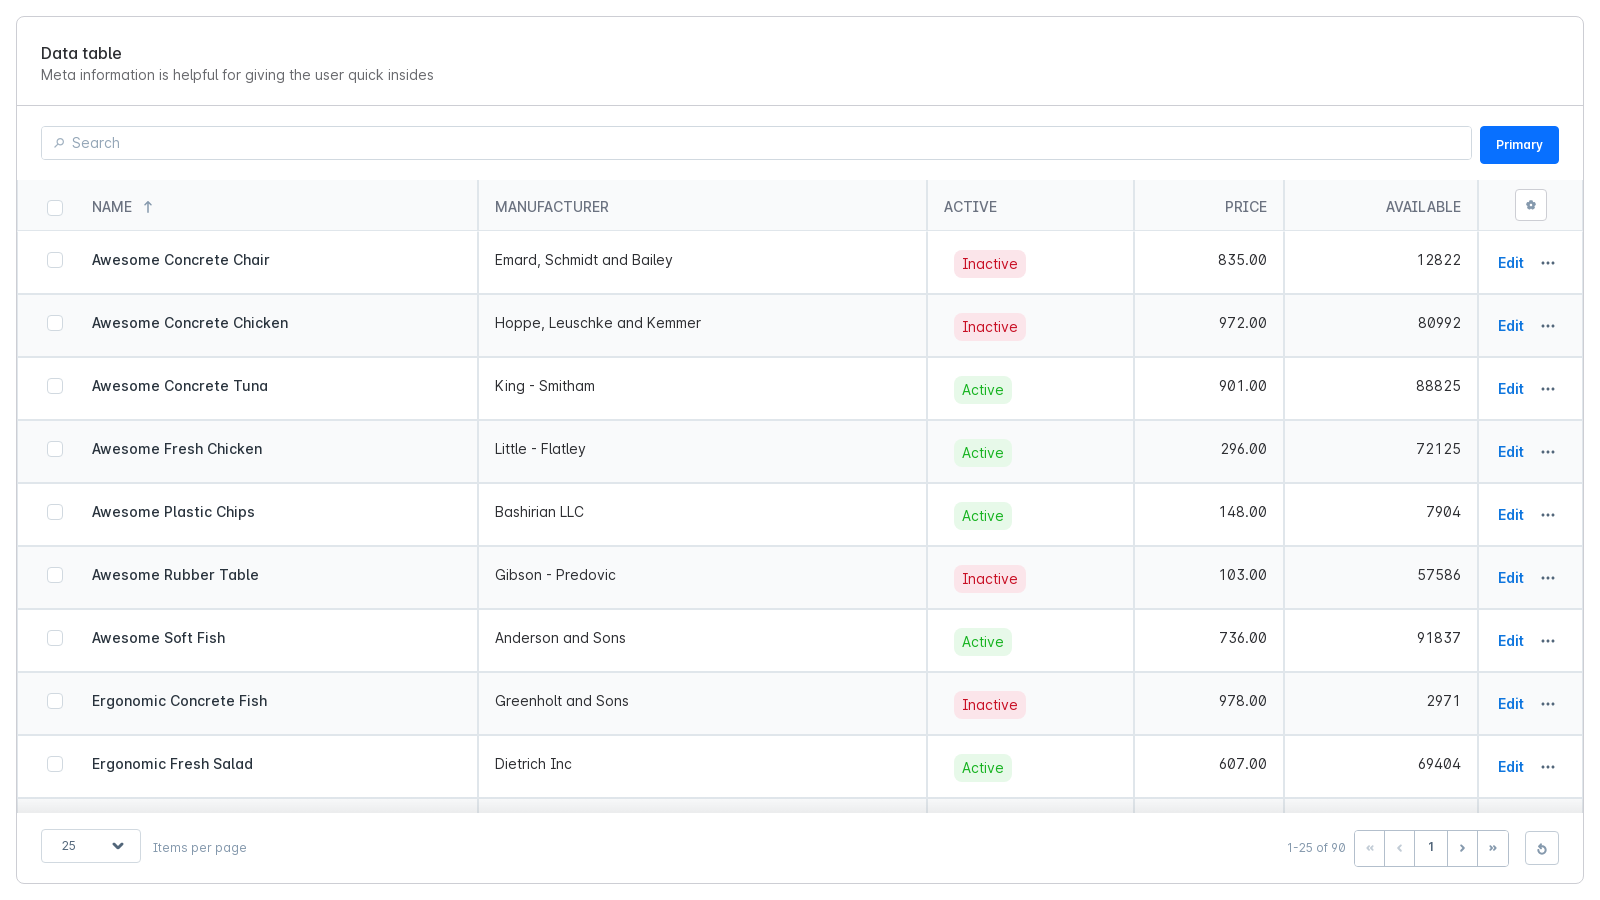 Data table
Meta information is helpful for giving the user quick insides
Search
Primary
NAME MANUFACTURER ACTIVE PRICE AVAILABLE
Awesome Concrete Chair Emard, Schmidt and Bailey Inactive 835.00 12822 Edit
Awesome Concrete Chicken Hoppe, Leuschke and Kemmer Inactive 972.00 80992 Edit
Awesome Concrete Tuna King - Smitham Active 901.00 88825 Edit
Awesome Fresh Chicken Little - Flatley Active 296.00 72125 Edit
Awesome Plastic Chips Bashirian LLC Active 148.00 7904 Edit
Awesome Rubber Table Gibson - Predovic Inactive 103.00 57586 Edit
Awesome Soft Fish Anderson and Sons Active 736.00 91837 Edit
Ergonomic Concrete Fish Greenholt and Sons Inactive 978.00 2971 Edit
Ergonomic Fresh Salad Dietrich Inc Active 607.00 69404 Edit
25 Items per page 1-25 of 90 « ‹ 1 › »